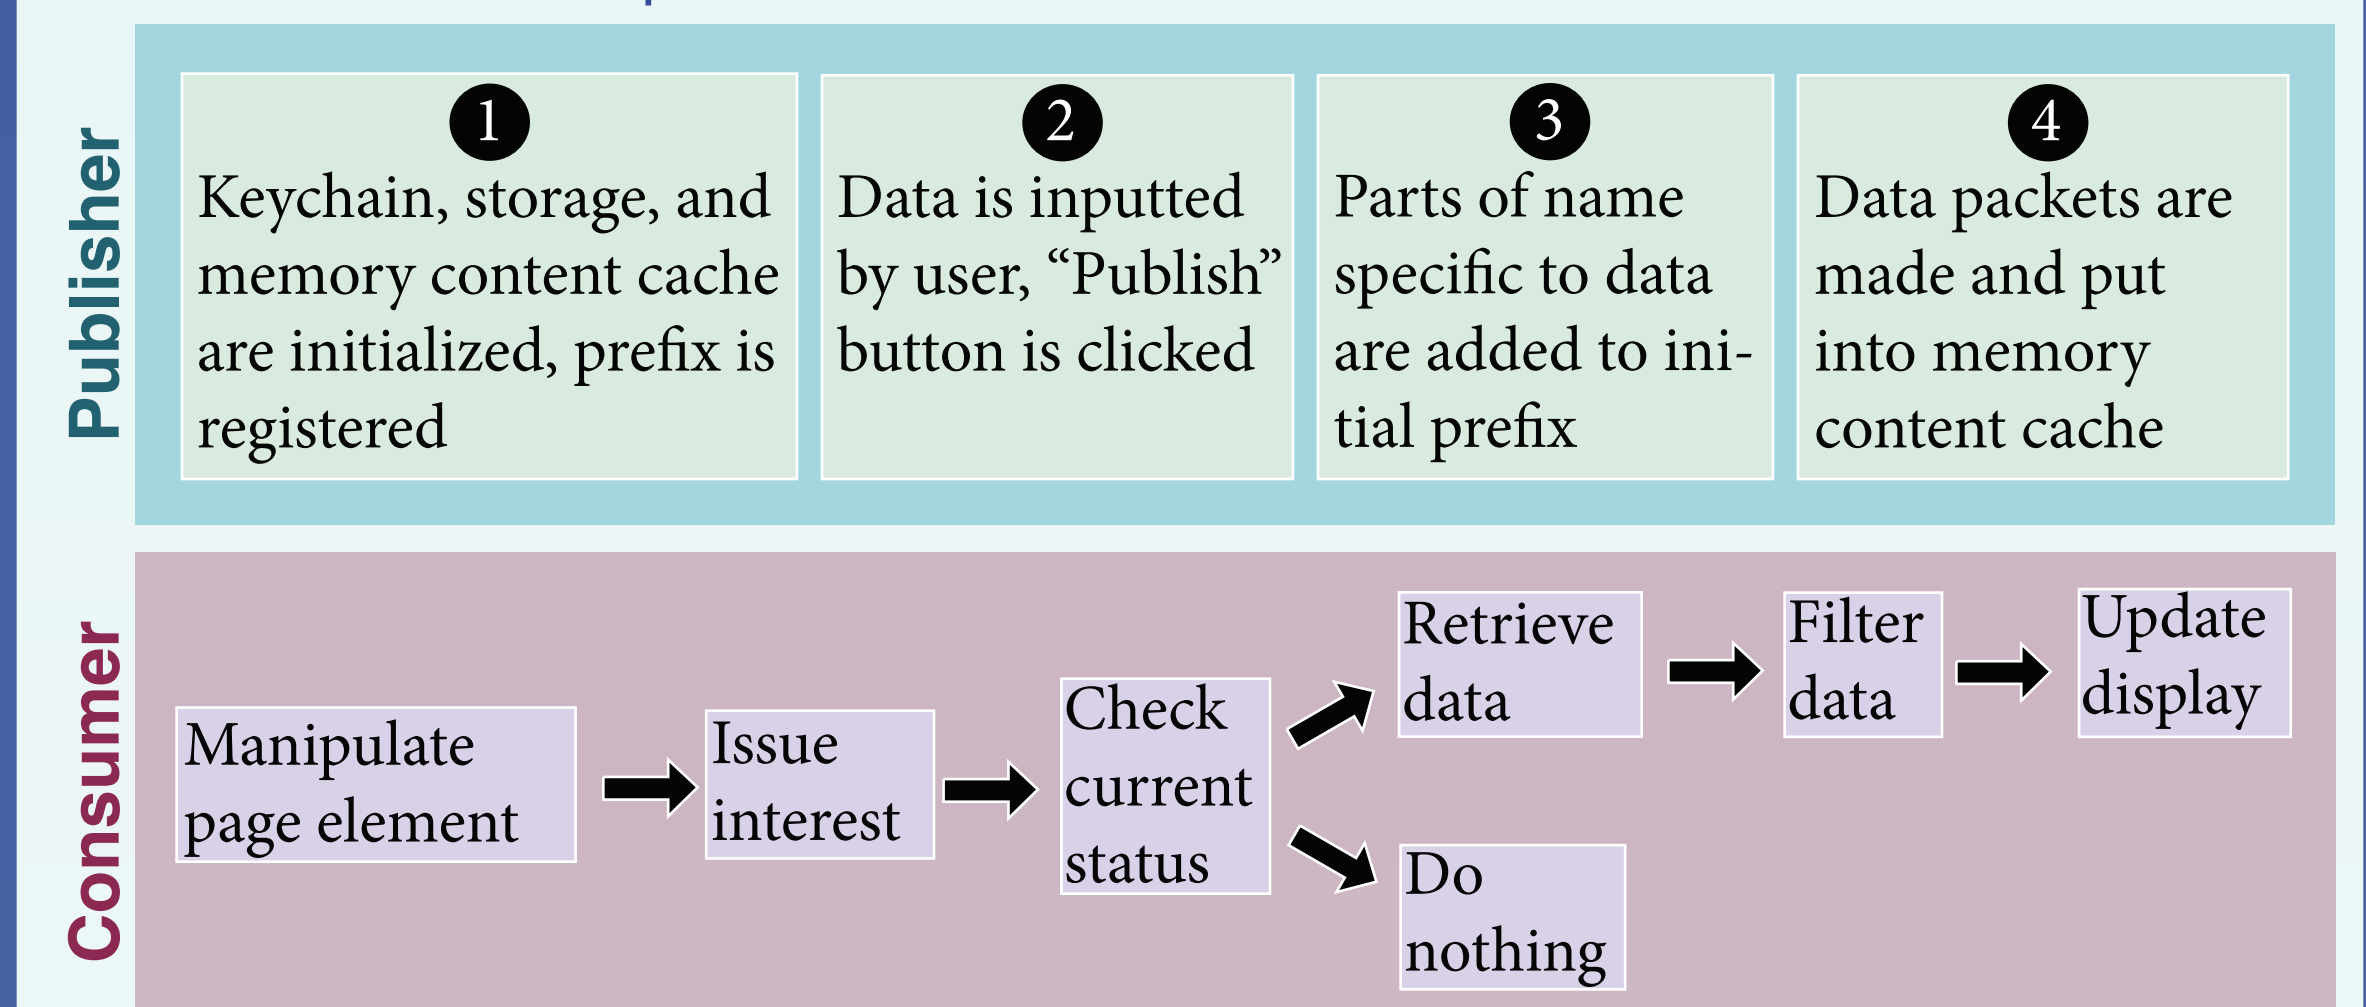 Publisher
1
Keychain, storage, and
memory content cache
are initialized, prefix is
registered
2
Data is inputted
by user, “Publish”
button is clicked
3
Parts of name
specific to data
are added to ini-
tial prefix
4
Data packets are
made and put
into memory
content cache
Consumer
Manipulate
page element
Issue
interest
Check
current
status
Retrieve
data
Filter
data
Update
display
Do
nothing